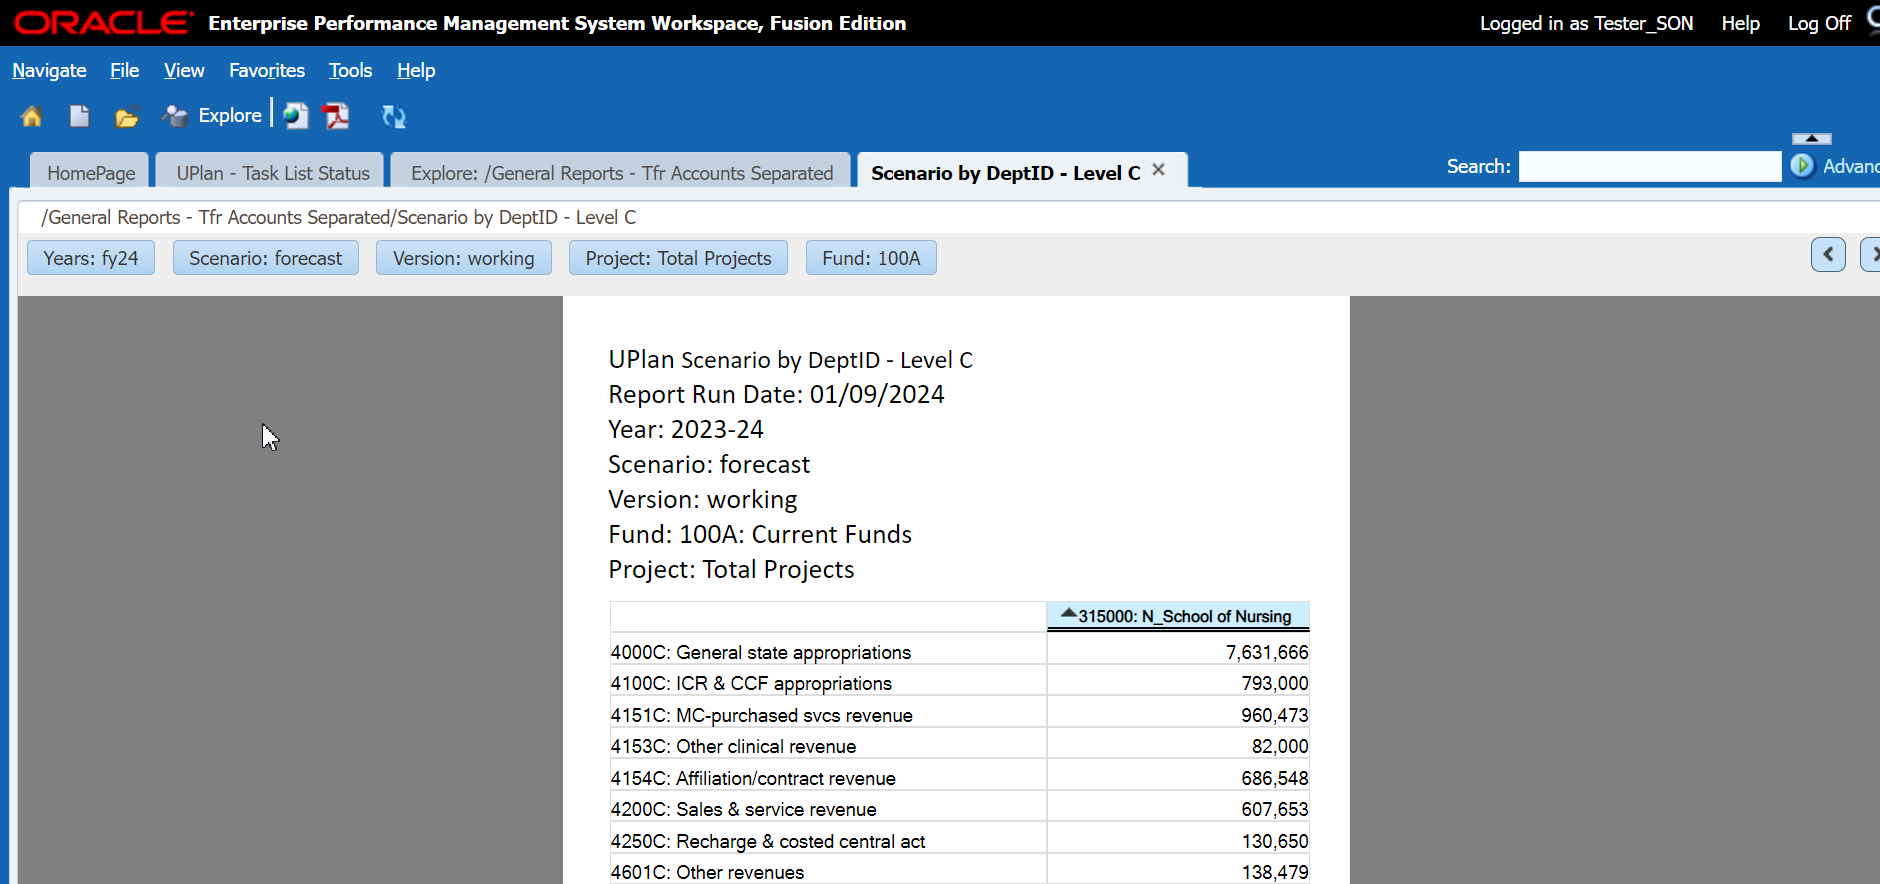 ORACLE Enterprise Performance Management System Workspace, Fusion Edition Logged in as Tester_SON Help Log Off
Navigate File View Favorites Tools Help
Explore
HomePage UPlan - Task List Status Explore: /General Reports - Tfr Accounts Separated Scenario by DeptID - Level C Search: Advanc
/General Reports - Tfr Accounts Separated/Scenario by DeptID - Level C
Years: fy24 Scenario: forecast Version: working Project: Total Projects Fund: 100A
UPlan Scenario by DeptID - Level C
Report Run Date: 01/09/2024
Year: 2023-24
Scenario: forecast
Version: working
Fund: 100A: Current Funds
Project: Total Projects
315000: N_School of Nursing
4000C: General state appropriations 7,631,666
4100C: ICR & CCF appropriations 793,000
4151C: MC-purchased svcs revenue 960,473
4153C: Other clinical revenue 82,000
4154C: Affiliation/contract revenue 686,548
4200C: Sales & service revenue 607,653
4250C: Recharge & costed central act 130,650
4601C: Other revenues 138,479